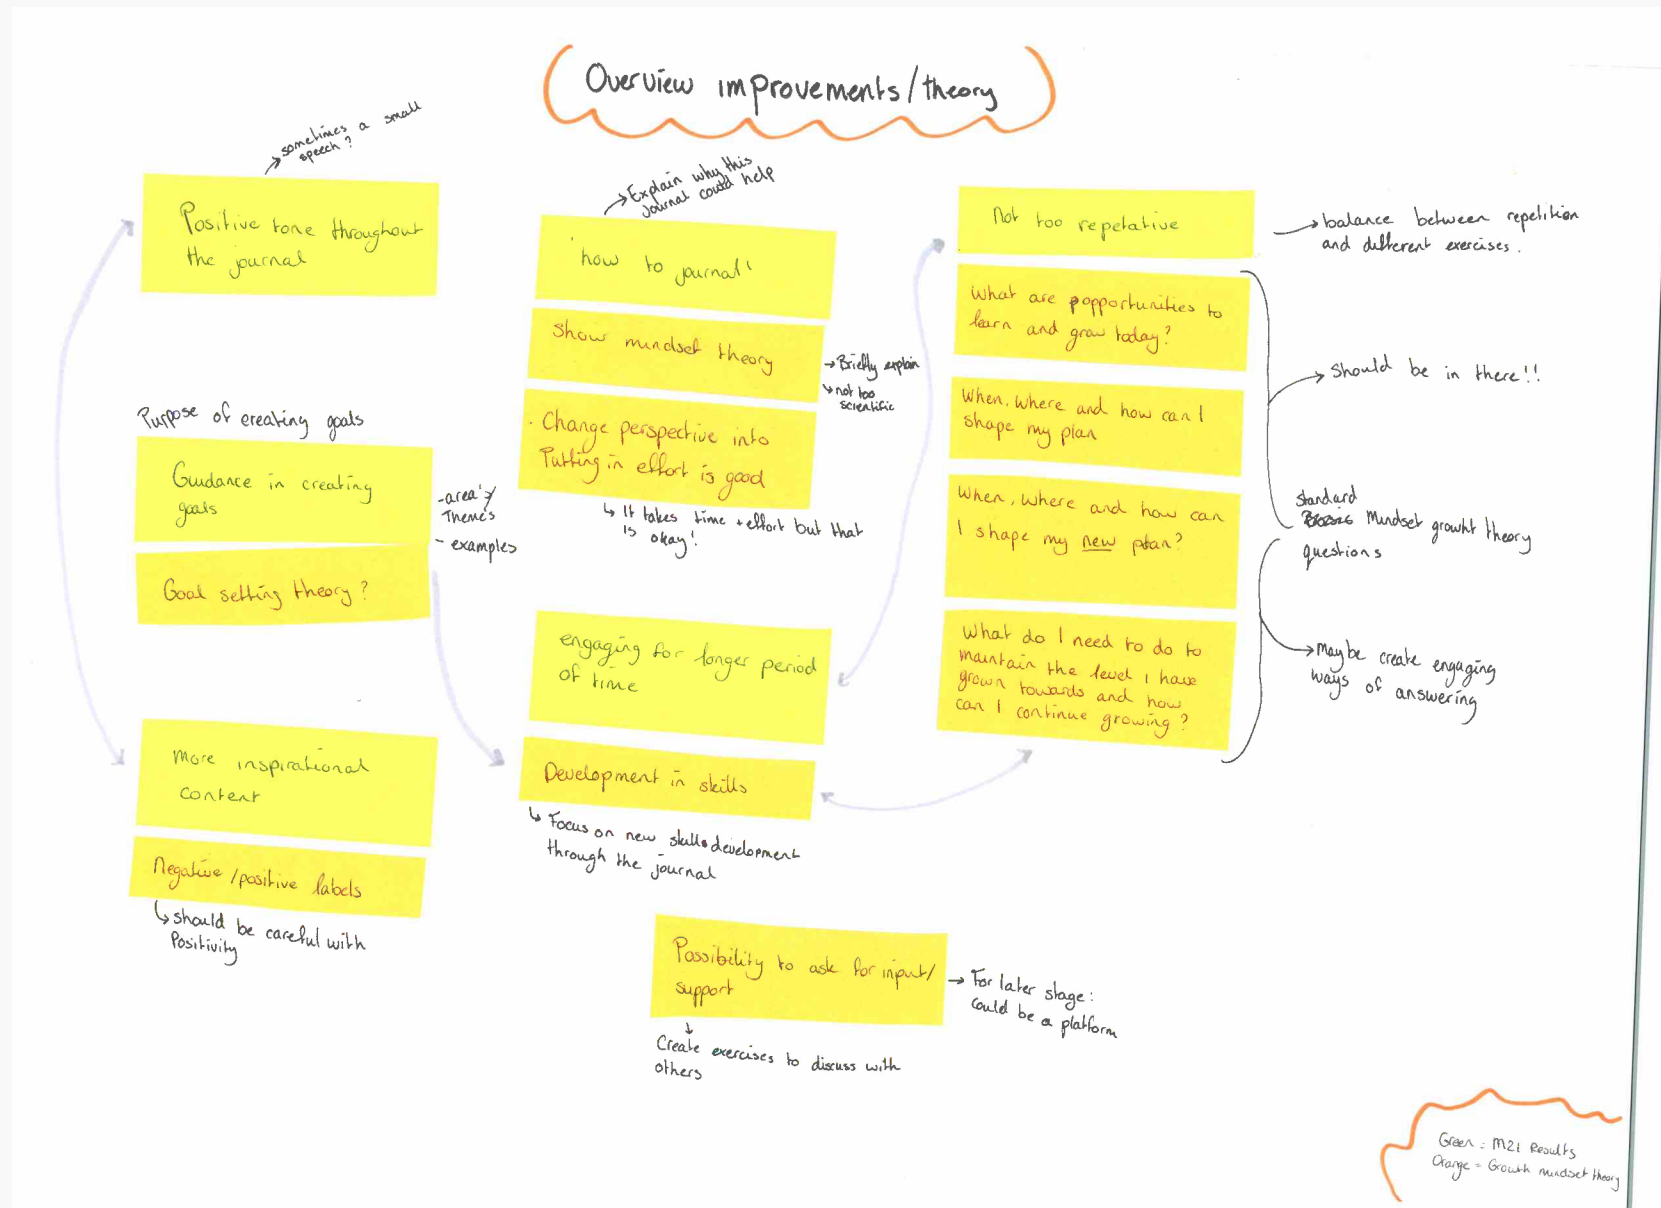 Overview improvements/theory
sometimes a small
speech?
Positive tone throughout
the journal
Purpose of creating goals
Guidance in creating
goals
-area's/
Theme's
- examples
Goal setting theory?
More inspirational
content
Negative/positive labels
should be careful with
Positivity
Explain why this
journal could help
'how to journal'
Show mindset theory
Briefly explain
not too
scientific
Change perspective into
Putting in effort is good
It takes time + effort but that
is okay!
engaging for longer period
of time
Development in skills
Focus on new skills development
through the journal
Possibility to ask for input/
support
For later stage:
could be a platform
Create exercises to discuss with
others
Not too repetative
balance between repetition
and different exercises.
What are popportunities to
learn and grow today?
Should be in there!!
When, where and how can I
shape my plan
When, where and how can
I shape my new plan?
standard
Mindset growht theory
questions
What do I need to do to
maintain the level I have
grown towards and how
can I continue growing?
Maybe create engaging
ways of answering
Green = M21 Results
Orange = Growth mindset theory